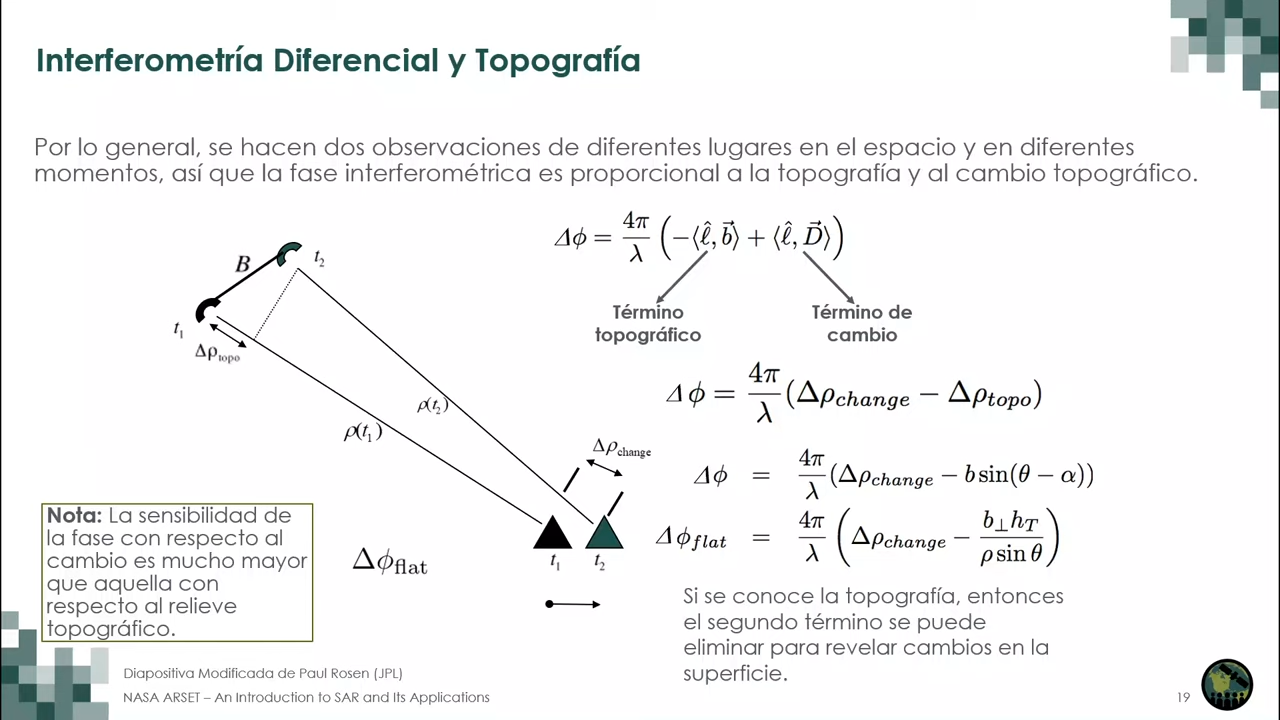 Interferometría Diferencial y Topografía
Por lo general, se hacen dos observaciones de diferentes lugares en el espacio y en diferentes
momentos, así que la fase interferométrica es proporcional a la topografía y al cambio topográfico.
Δϕ = 4π/λ (−⟨ℓ̂, b⃗⟩ + ⟨ℓ̂, D⃗⟩)
Término
topográfico
Término de
cambio
B
t₂
t₁
Δρtopo
ρ(t₂)
ρ(t₁)
Δρchange
t₁
t₂
Δϕ = 4π/λ (Δρchange − Δρtopo)
Δϕ = 4π/λ (Δρchange − b sin(θ − α))
Δϕflat = 4π/λ (Δρchange − b⊥hT / ρ sin θ)
Nota: La sensibilidad de
la fase con respecto al
cambio es mucho mayor
que aquella con
respecto al relieve
topográfico.
Δϕflat
Si se conoce la topografía, entonces
el segundo término se puede
eliminar para revelar cambios en la
superficie.
Diapositiva Modificada de Paul Rosen (JPL)
NASA ARSET – An Introduction to SAR and Its Applications
19